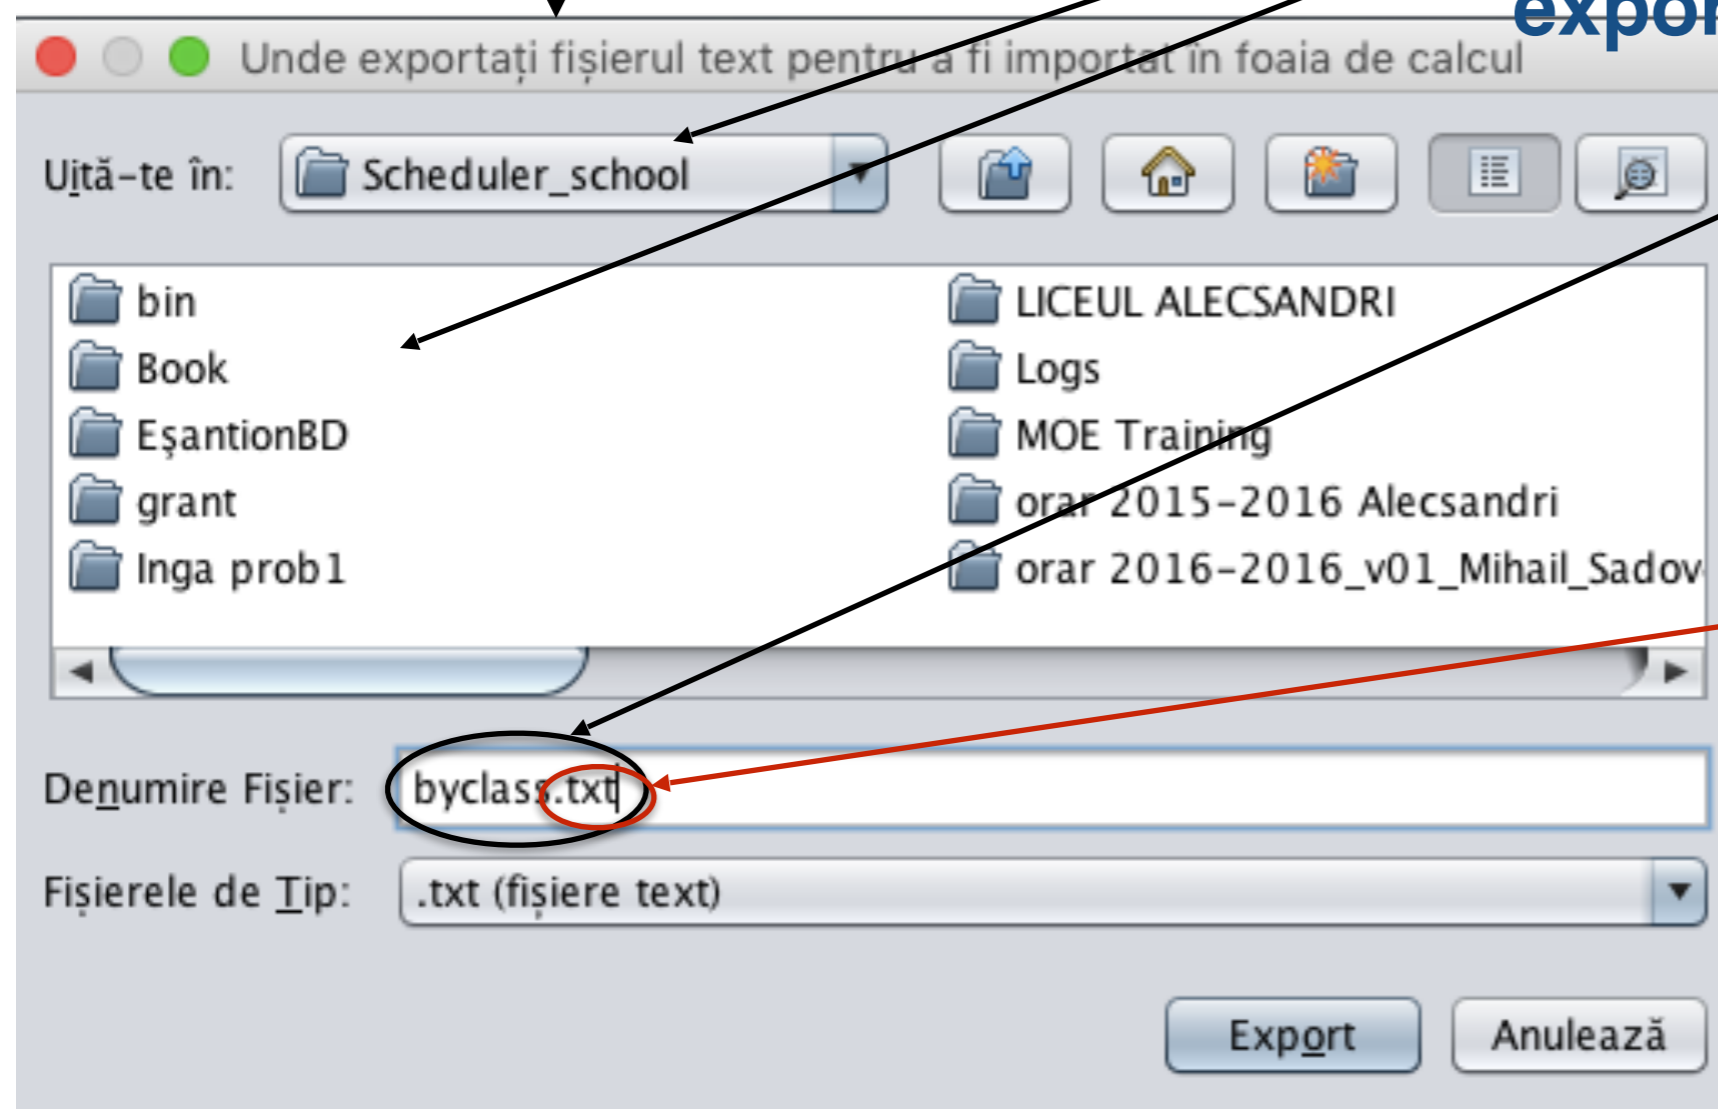 expor
Unde exportați fișierul text pentru a fi importat în foaia de calcul
Uită-te în:
Scheduler_school
bin
Book
EşantionBD
grant
Inga prob1
LICEUL ALECSANDRI
Logs
MOE Training
orar 2015-2016 Alecsandri
orar 2016-2016_v01_Mihail_Sadov
Denumire Fișier:
byclass.txt
Fișierele de Tip:
.txt (fișiere text)
Export
Anulează